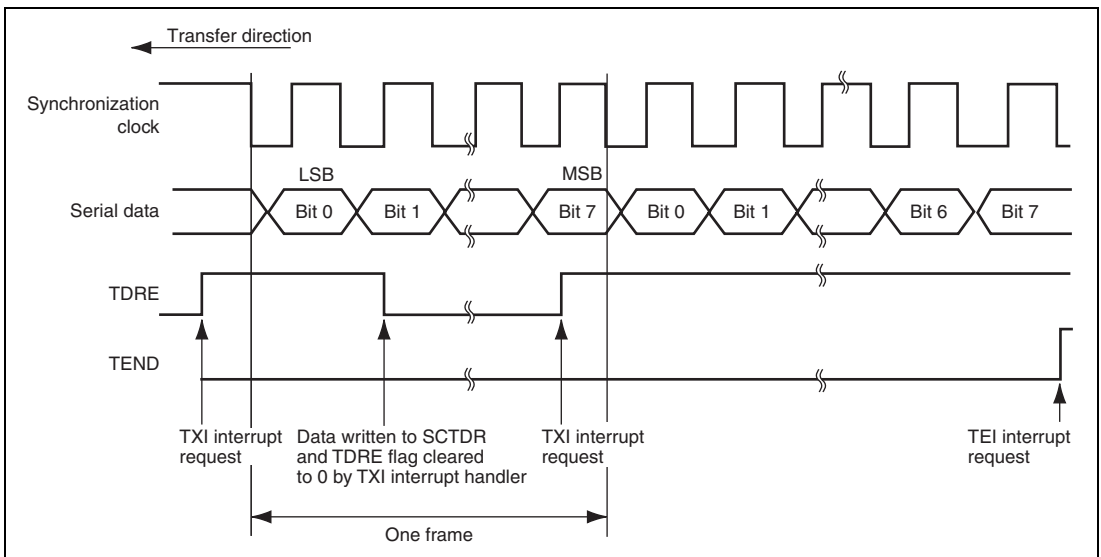 Transfer direction
Synchronization
clock
LSB
MSB
Serial data
Bit 0
Bit 1
Bit 7
Bit 0
Bit 1
Bit 6
Bit 7
TDRE
TEND
TXI interrupt
request
Data written to SCTDR
and TDRE flag cleared
to 0 by TXI interrupt handler
TXI interrupt
request
TEI interrupt
request
One frame